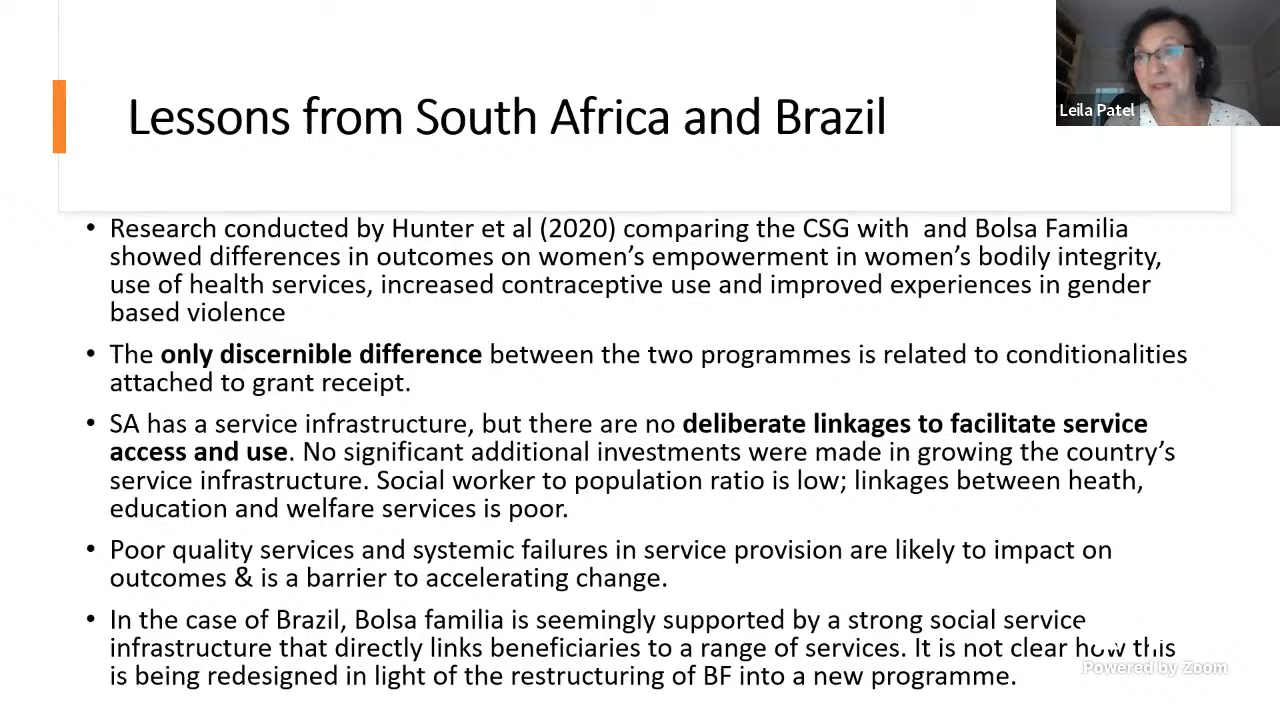 Lessons from South Africa and Brazil
Leila Patel
• Research conducted by Hunter et al (2020) comparing the CSG with  and Bolsa Familia
showed differences in outcomes on women’s empowerment in women’s bodily integrity,
use of health services, increased contraceptive use and improved experiences in gender
based violence
• The only discernible difference between the two programmes is related to conditionalities
attached to grant receipt.
• SA has a service infrastructure, but there are no deliberate linkages to facilitate service
access and use. No significant additional investments were made in growing the country’s
service infrastructure. Social worker to population ratio is low; linkages between heath,
education and welfare services is poor.
• Poor quality services and systemic failures in service provision are likely to impact on
outcomes & is a barrier to accelerating change.
• In the case of Brazil, Bolsa familia is seemingly supported by a strong social service
infrastructure that directly links beneficiaries to a range of services. It is not clear how this
is being redesigned in light of the restructuring of BF into a new programme.
Powered by Zoom